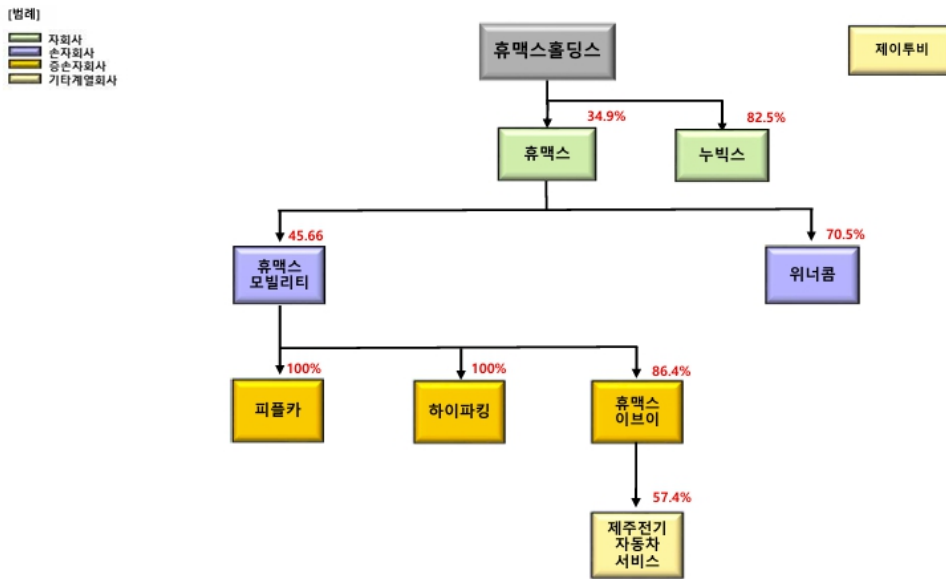 [범례]
자회사
손자회사
증손자회사
기타계열회사
휴맥스홀딩스
제이투비
34.9%
82.5%
휴맥스
누빅스
45.66
70.5%
휴맥스
모빌리티
위너콤
100%
100%
86.4%
피플카
하이파킹
휴맥스
이브이
57.4%
제주전기
자동차
서비스